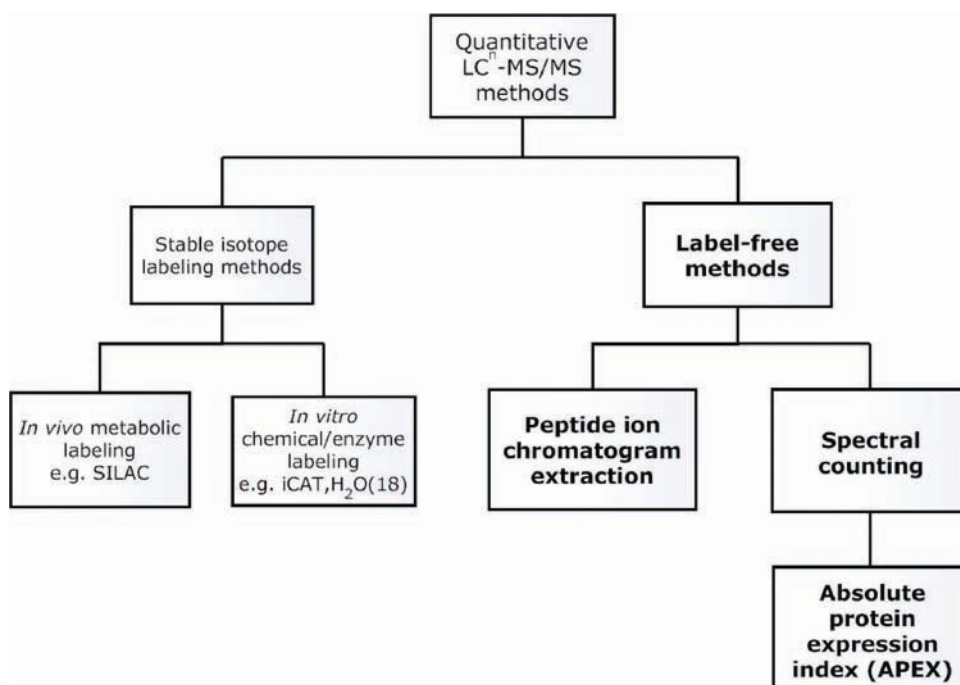 Quantitative
LCⁿ-MS/MS
methods
Stable isotope
labeling methods
Label-free
methods
In vivo metabolic
labeling
e.g. SILAC
In vitro
chemical/enzyme
labeling
e.g. iCAT,H₂O(18)
Peptide ion
chromatogram
extraction
Spectral
counting
Absolute
protein
expression
index (APEX)